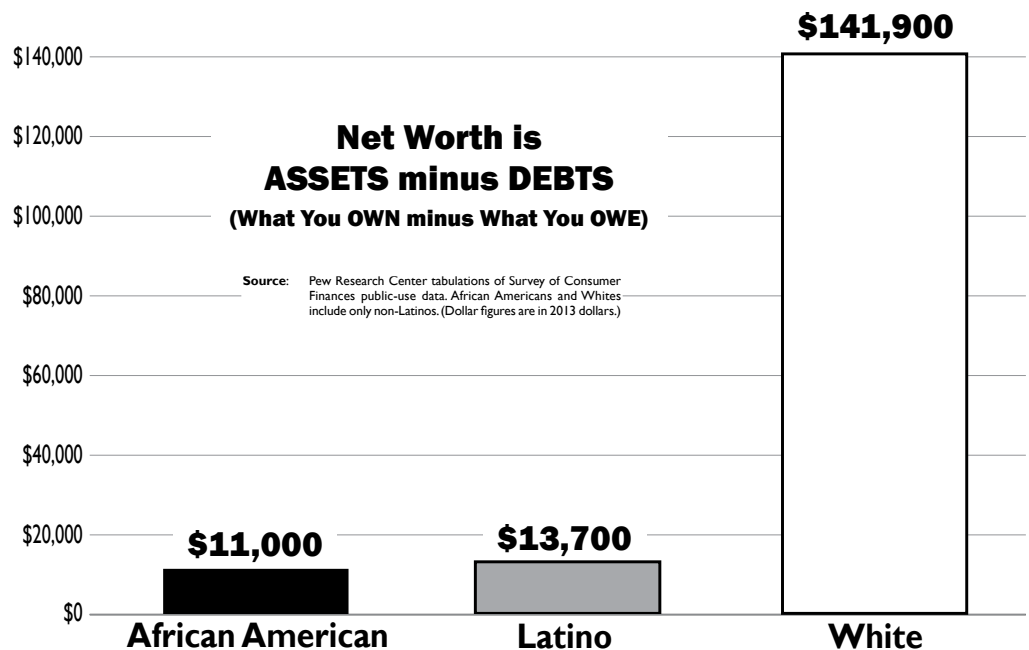 $141,900
$140,000
$120,000
$100,000
$80,000
$60,000
$40,000
$20,000
$0
Net Worth is
ASSETS minus DEBTS
(What You OWN minus What You OWE)
Source: Pew Research Center tabulations of Survey of Consumer
Finances public-use data. African Americans and Whites
include only non-Latinos. (Dollar figures are in 2013 dollars.)
$11,000
$13,700
African American
Latino
White